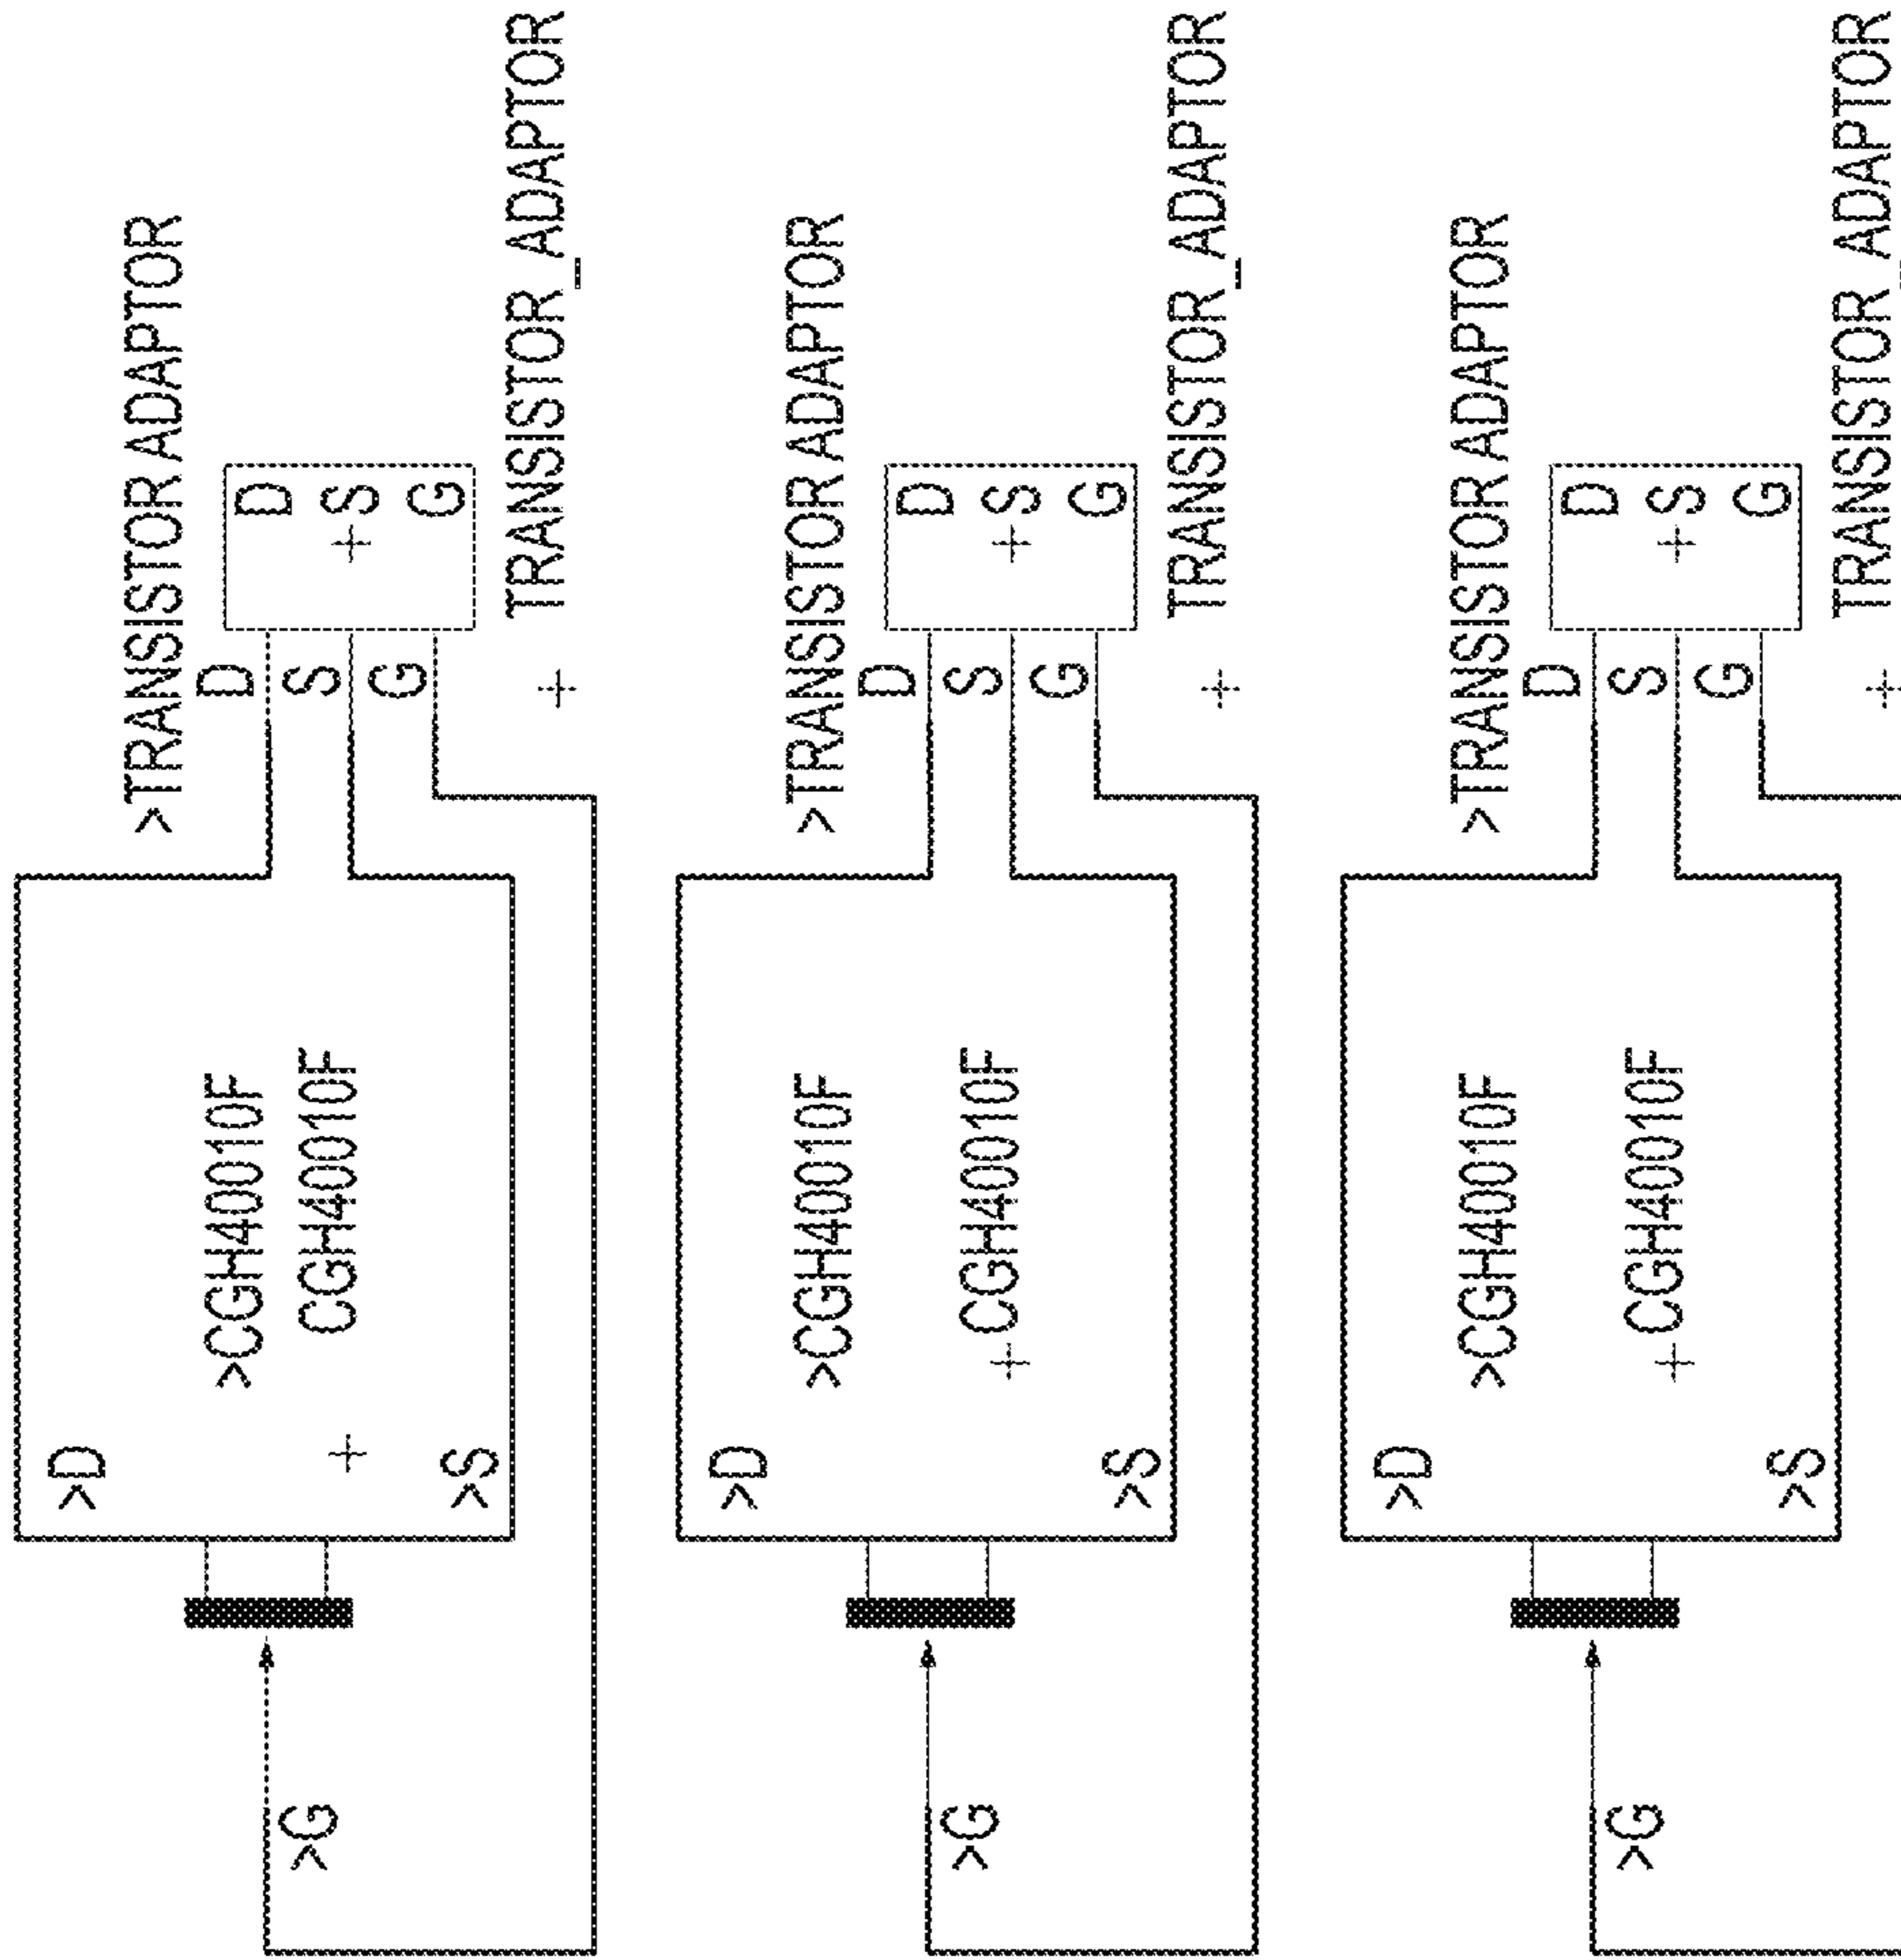 >TRANSISTOR ADAPTOR
D
S
G
D
S
G
TRANSISTOR_ADAPTOR
>D
>CGH40010F
CGH40010F
>S
>G
>TRANSISTOR ADAPTOR
D
S
G
D
S
G
TRANSISTOR_ADAPTOR
>D
>CGH40010F
CGH40010F
>S
>G
>TRANSISTOR ADAPTOR
D
S
G
D
S
G
TRANSISTOR_ADAPTOR
>D
>CGH40010F
CGH40010F
>S
>G